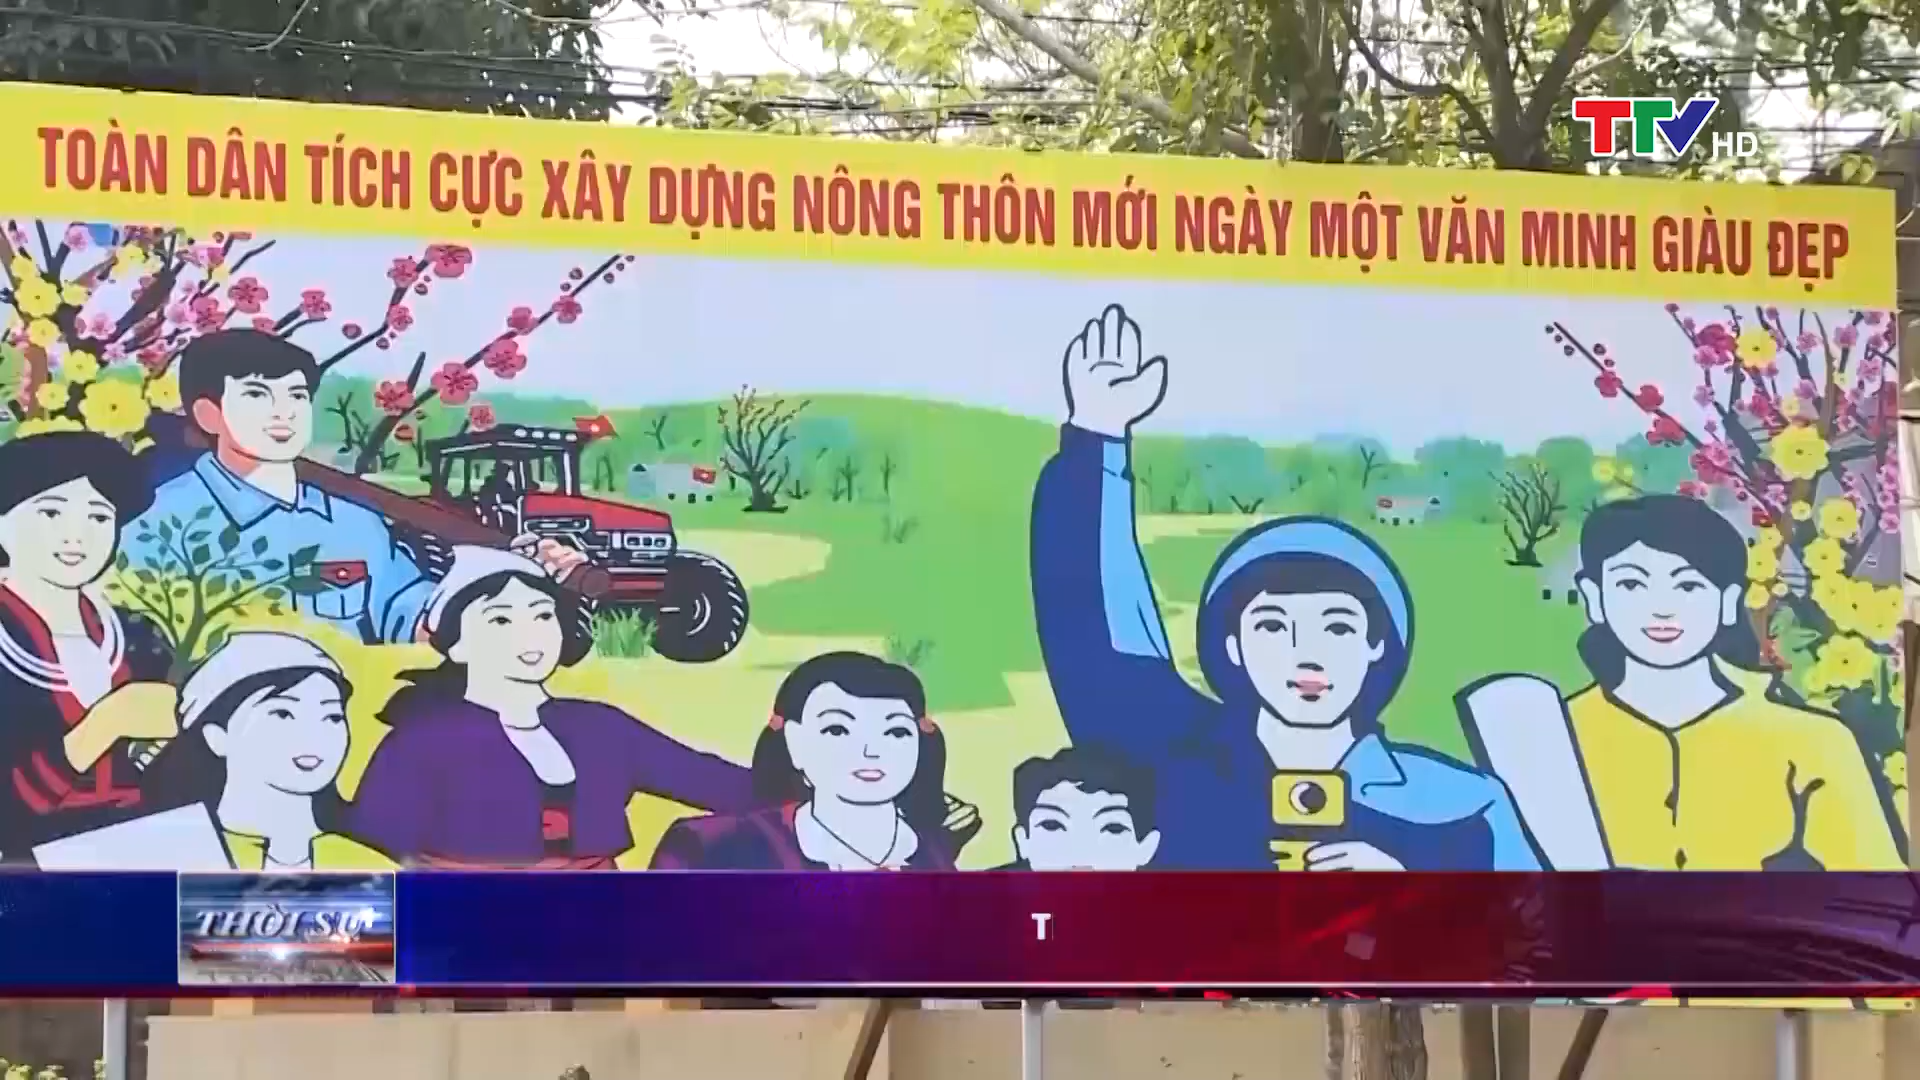 TTV HD
TOÀN DÂN TÍCH CỰC XÂY DỰNG NÔNG THÔN MỚI NGÀY MỘT VĂN MINH GIÀU ĐẸP
THỜI SỰ
T